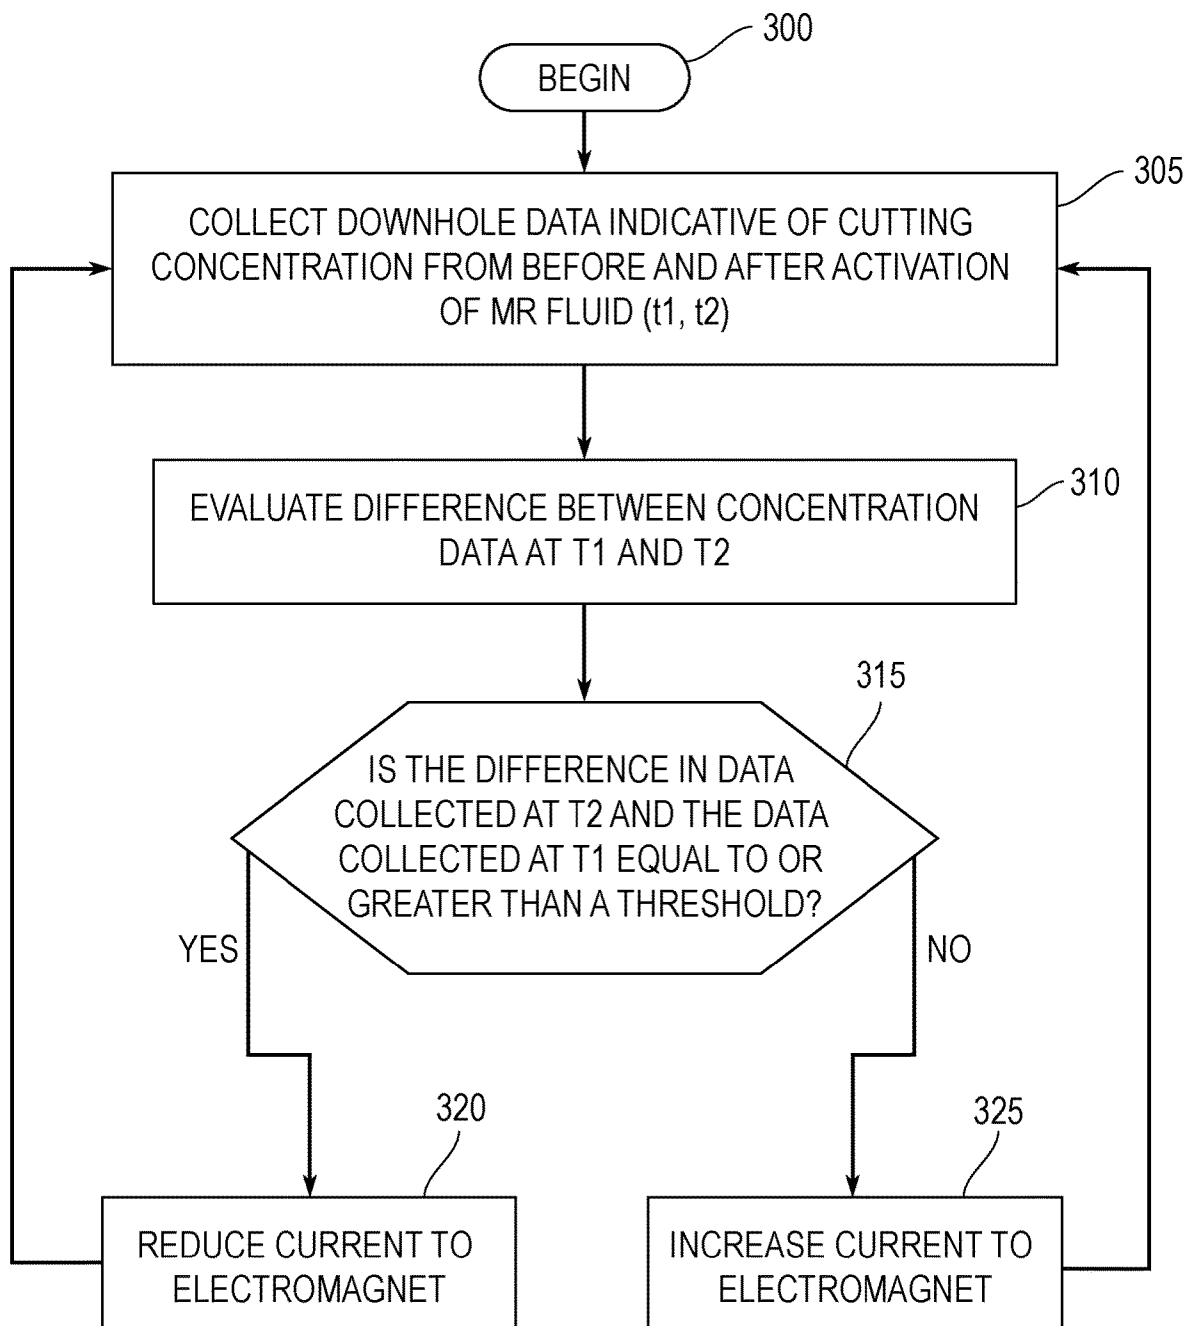 300
BEGIN
305
COLLECT DOWNHOLE DATA INDICATIVE OF CUTTING
CONCENTRATION FROM BEFORE AND AFTER ACTIVATION
OF MR FLUID (t1, t2)
310
EVALUATE DIFFERENCE BETWEEN CONCENTRATION
DATA AT T1 AND T2
315
IS THE DIFFERENCE IN DATA
COLLECTED AT T2 AND THE DATA
COLLECTED AT T1 EQUAL TO OR
GREATER THAN A THRESHOLD?
YES
NO
320
REDUCE CURRENT TO
ELECTROMAGNET
325
INCREASE CURRENT TO
ELECTROMAGNET